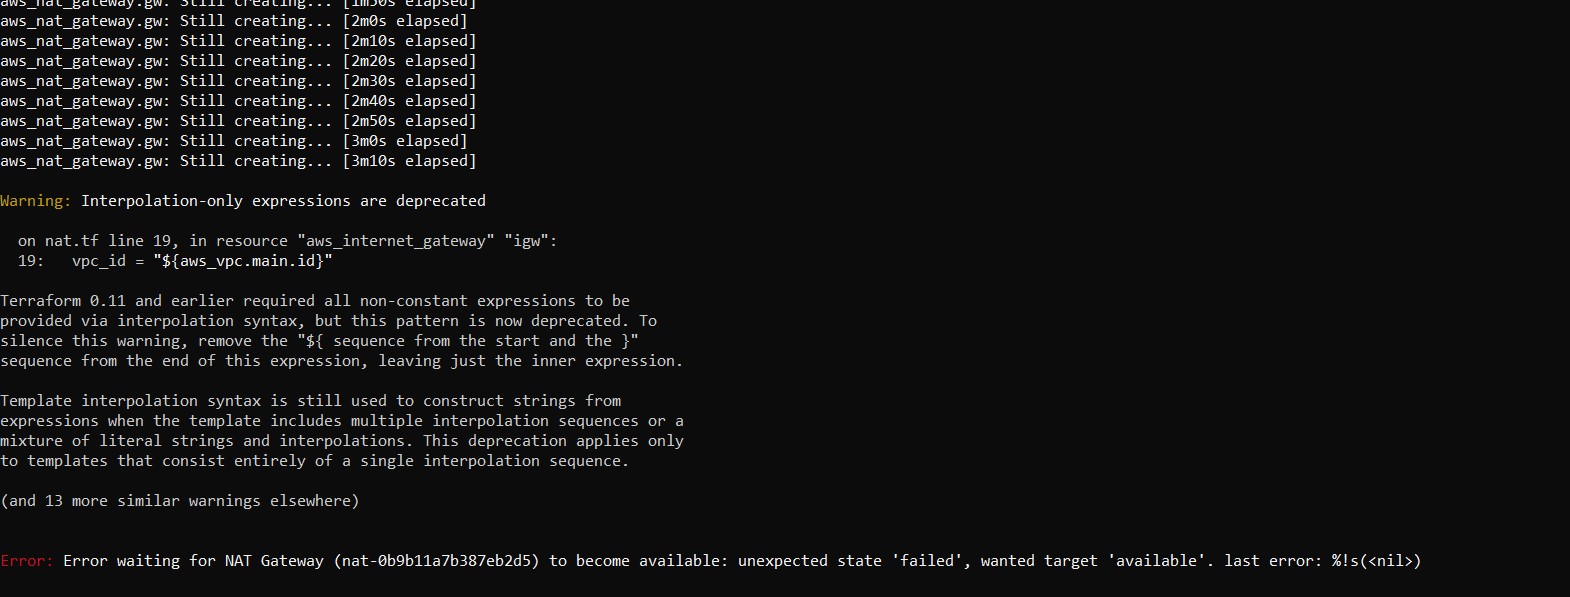 aws_nat_gateway.gw: Still creating... [1m50s elapsed]
aws_nat_gateway.gw: Still creating... [2m0s elapsed]
aws_nat_gateway.gw: Still creating... [2m10s elapsed]
aws_nat_gateway.gw: Still creating... [2m20s elapsed]
aws_nat_gateway.gw: Still creating... [2m30s elapsed]
aws_nat_gateway.gw: Still creating... [2m40s elapsed]
aws_nat_gateway.gw: Still creating... [2m50s elapsed]
aws_nat_gateway.gw: Still creating... [3m0s elapsed]
aws_nat_gateway.gw: Still creating... [3m10s elapsed]
Warning: Interpolation-only expressions are deprecated
on nat.tf line 19, in resource "aws_internet_gateway" "igw":
19:   vpc_id = "${aws_vpc.main.id}"
Terraform 0.11 and earlier required all non-constant expressions to be
provided via interpolation syntax, but this pattern is now deprecated. To
silence this warning, remove the "${ sequence from the start and the }"
sequence from the end of this expression, leaving just the inner expression.
Template interpolation syntax is still used to construct strings from
expressions when the template includes multiple interpolation sequences or a
mixture of literal strings and interpolations. This deprecation applies only
to templates that consist entirely of a single interpolation sequence.
(and 13 more similar warnings elsewhere)
Error: Error waiting for NAT Gateway (nat-0b9b11a7b387eb2d5) to become available: unexpected state 'failed', wanted target 'available'. last error: %!s(<nil>)